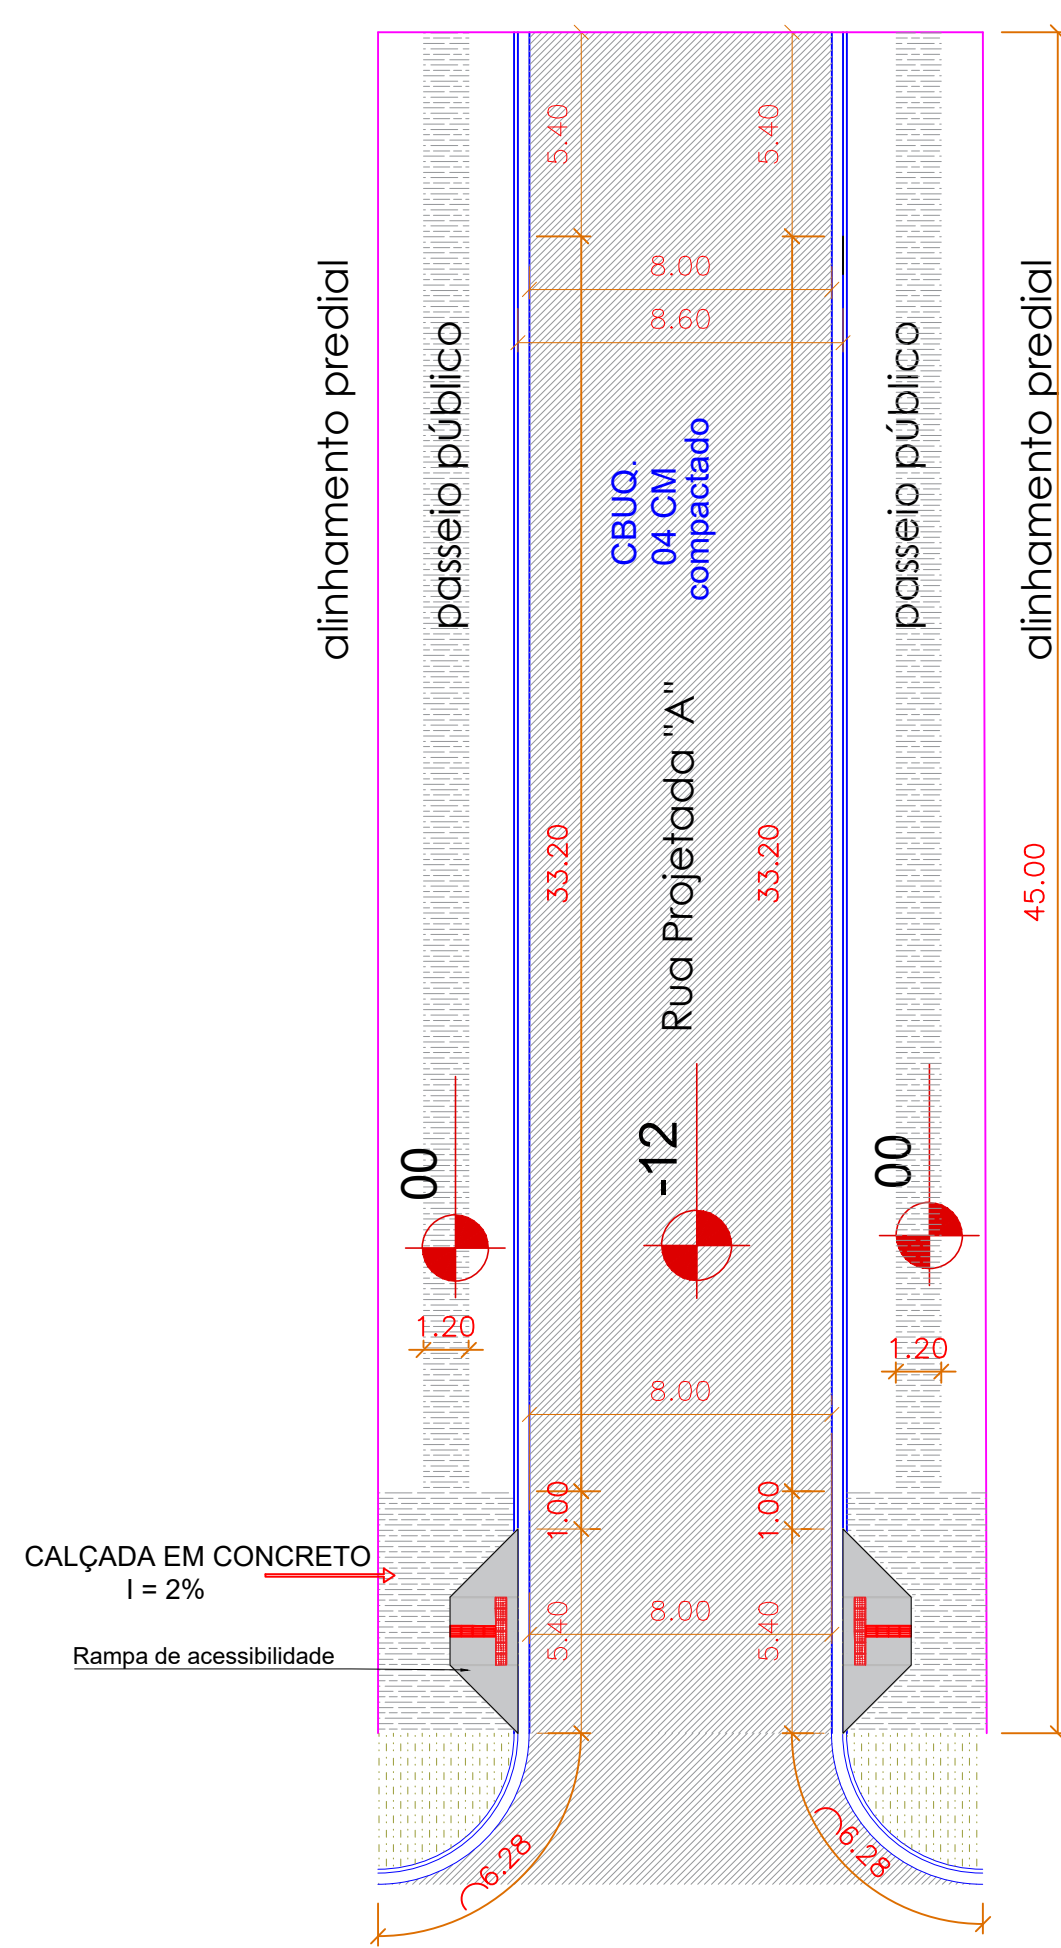 5.40
5.40
8.00
8.60
alinhamento predial
passeio público
CBUQ.
04 CM
compactado
passeio público
alinhamento predial
Rua Projetada "A"
33.20
33.20
45.00
00
-12
00
1.20
1.20
8.00
1.00
1.00
CALÇADA EM CONCRETO
I = 2%
5.40
8.00
5.40
Rampa de acessibilidade
6.28
6.28